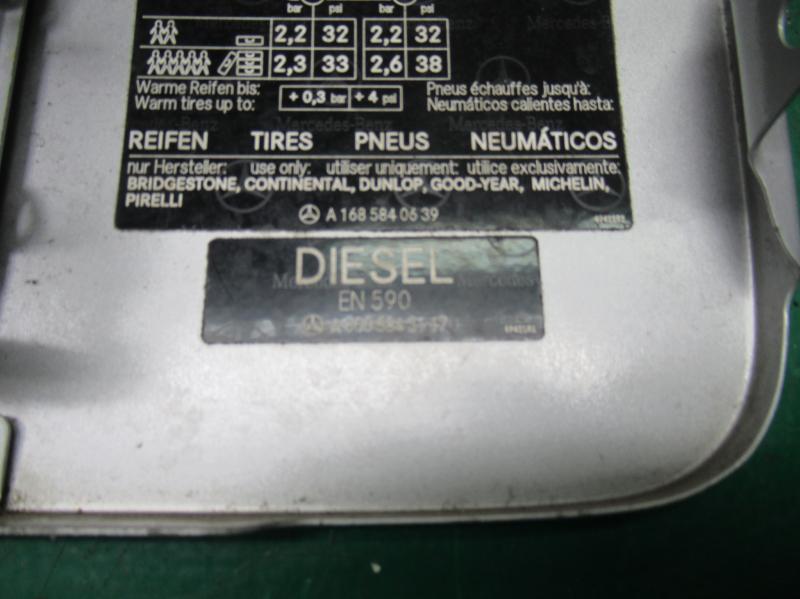 bar psi bar psi
2,2 32 2,2 32
2,3 33 2,6 38
Warme Reifen bis: Pneus échauffes jusqu'à:
Warm tires up to: + 0,3 bar + 4 psi Neumáticos calientes hasta:
REIFEN TIRES PNEUS NEUMÁTICOS
nur Hersteller: use only: utiliser uniquement: utilice exclusivamente:
BRIDGESTONE, CONTINENTAL, DUNLOP, GOOD-YEAR, MICHELIN,
PIRELLI
A 168 584 06 39
DIESEL
EN 590